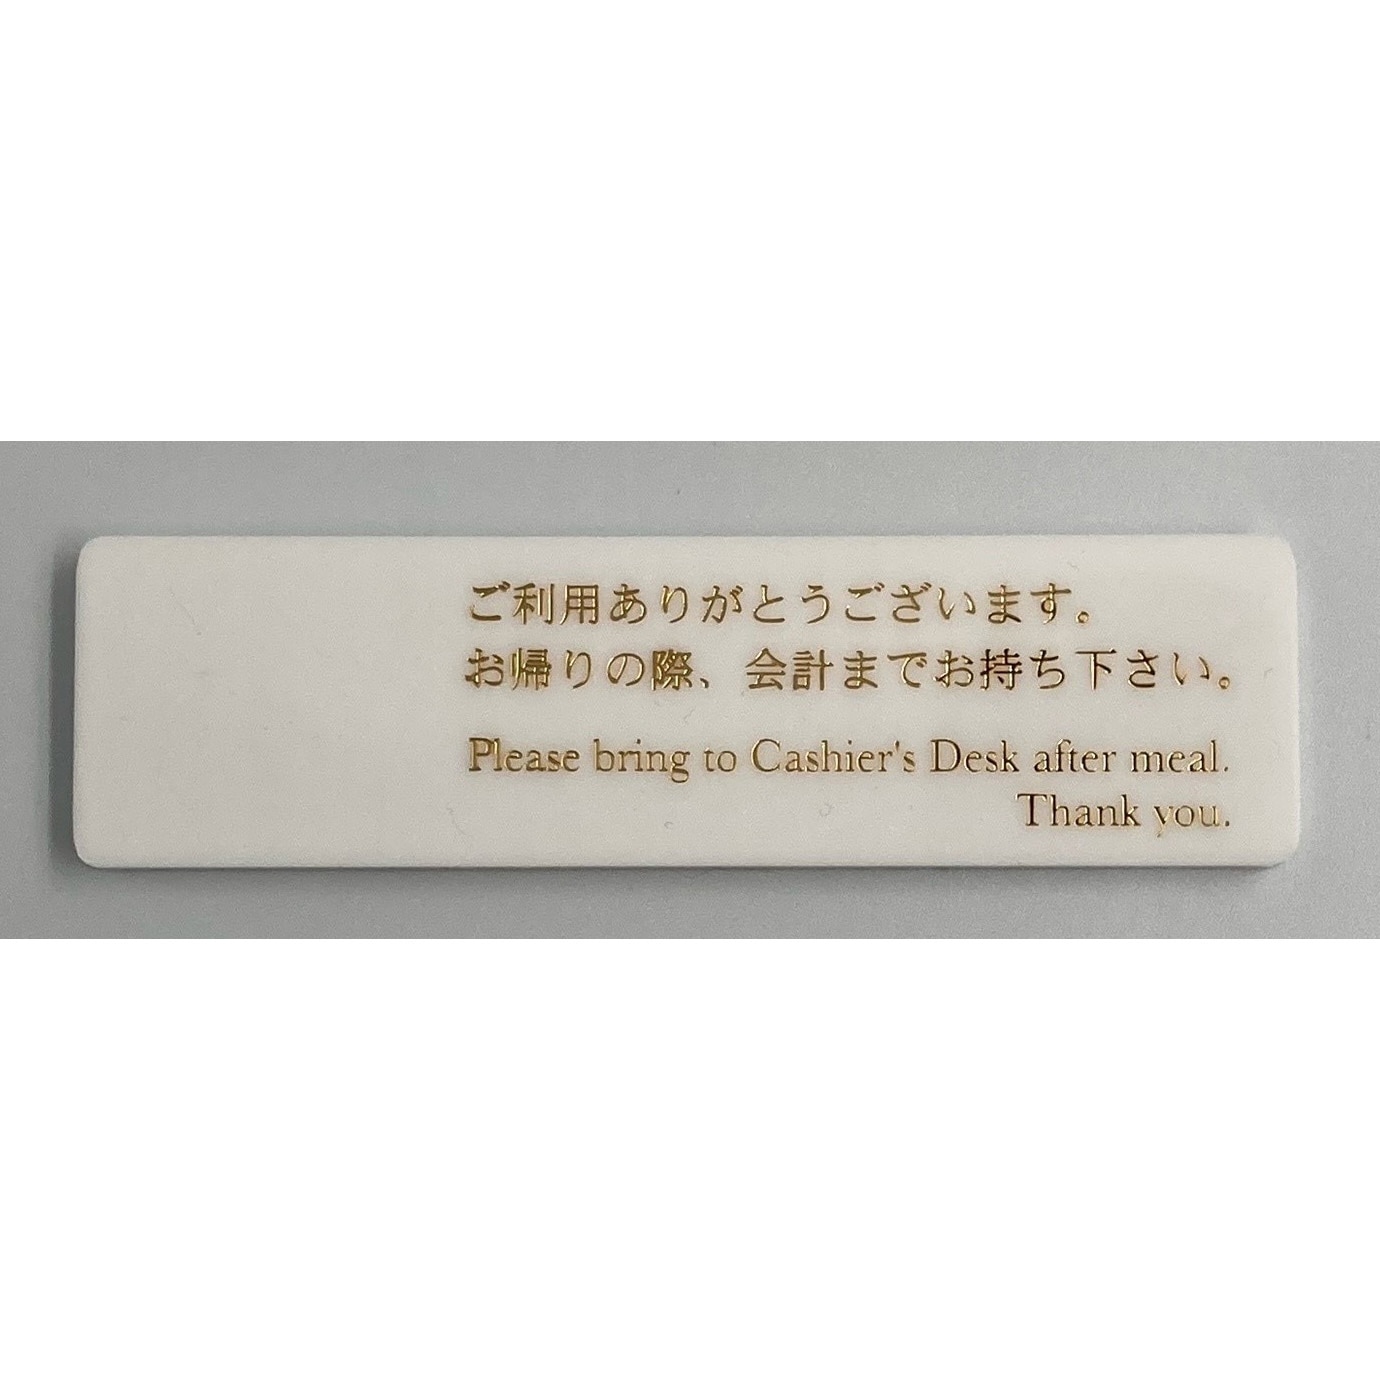 ご利用ありがとうございます。
お帰りの際、会計までお持ち下さい。
Please bring to Cashier's Desk after meal.
Thank you.